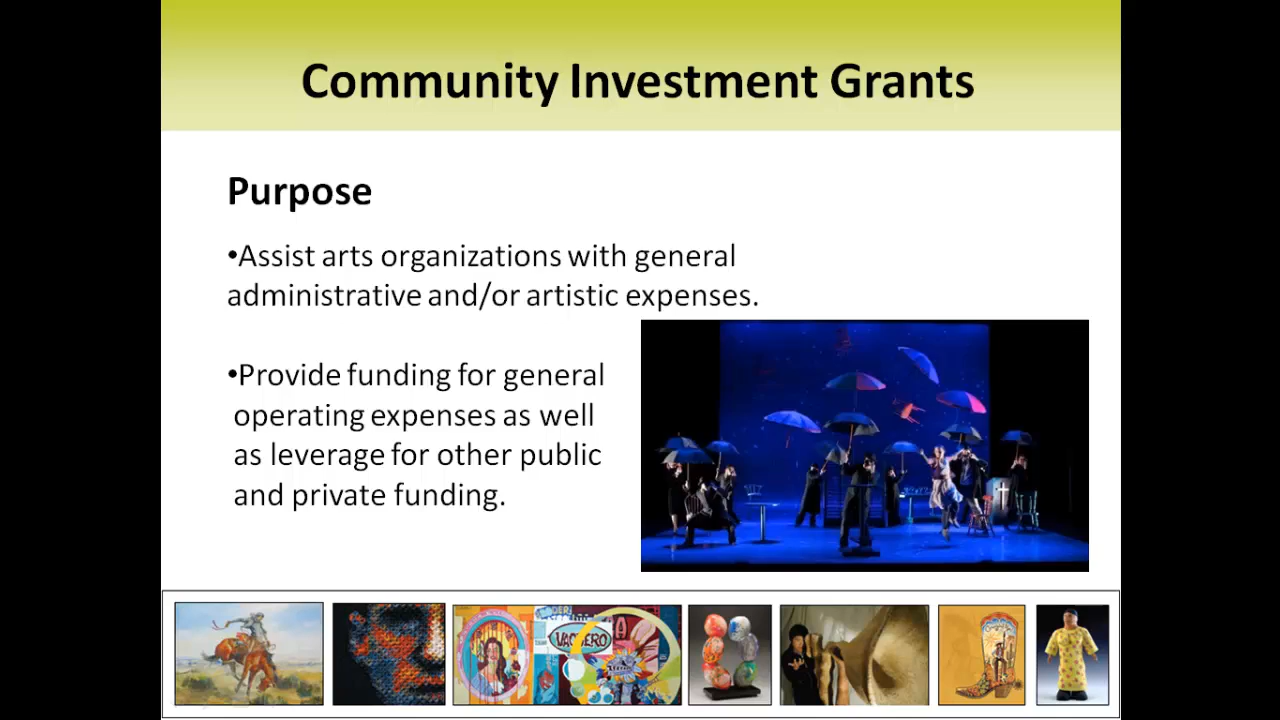 Community Investment Grants
Purpose
•Assist arts organizations with general
administrative and/or artistic expenses.
•Provide funding for general
operating expenses as well
as leverage for other public
and private funding.
VAQUERO